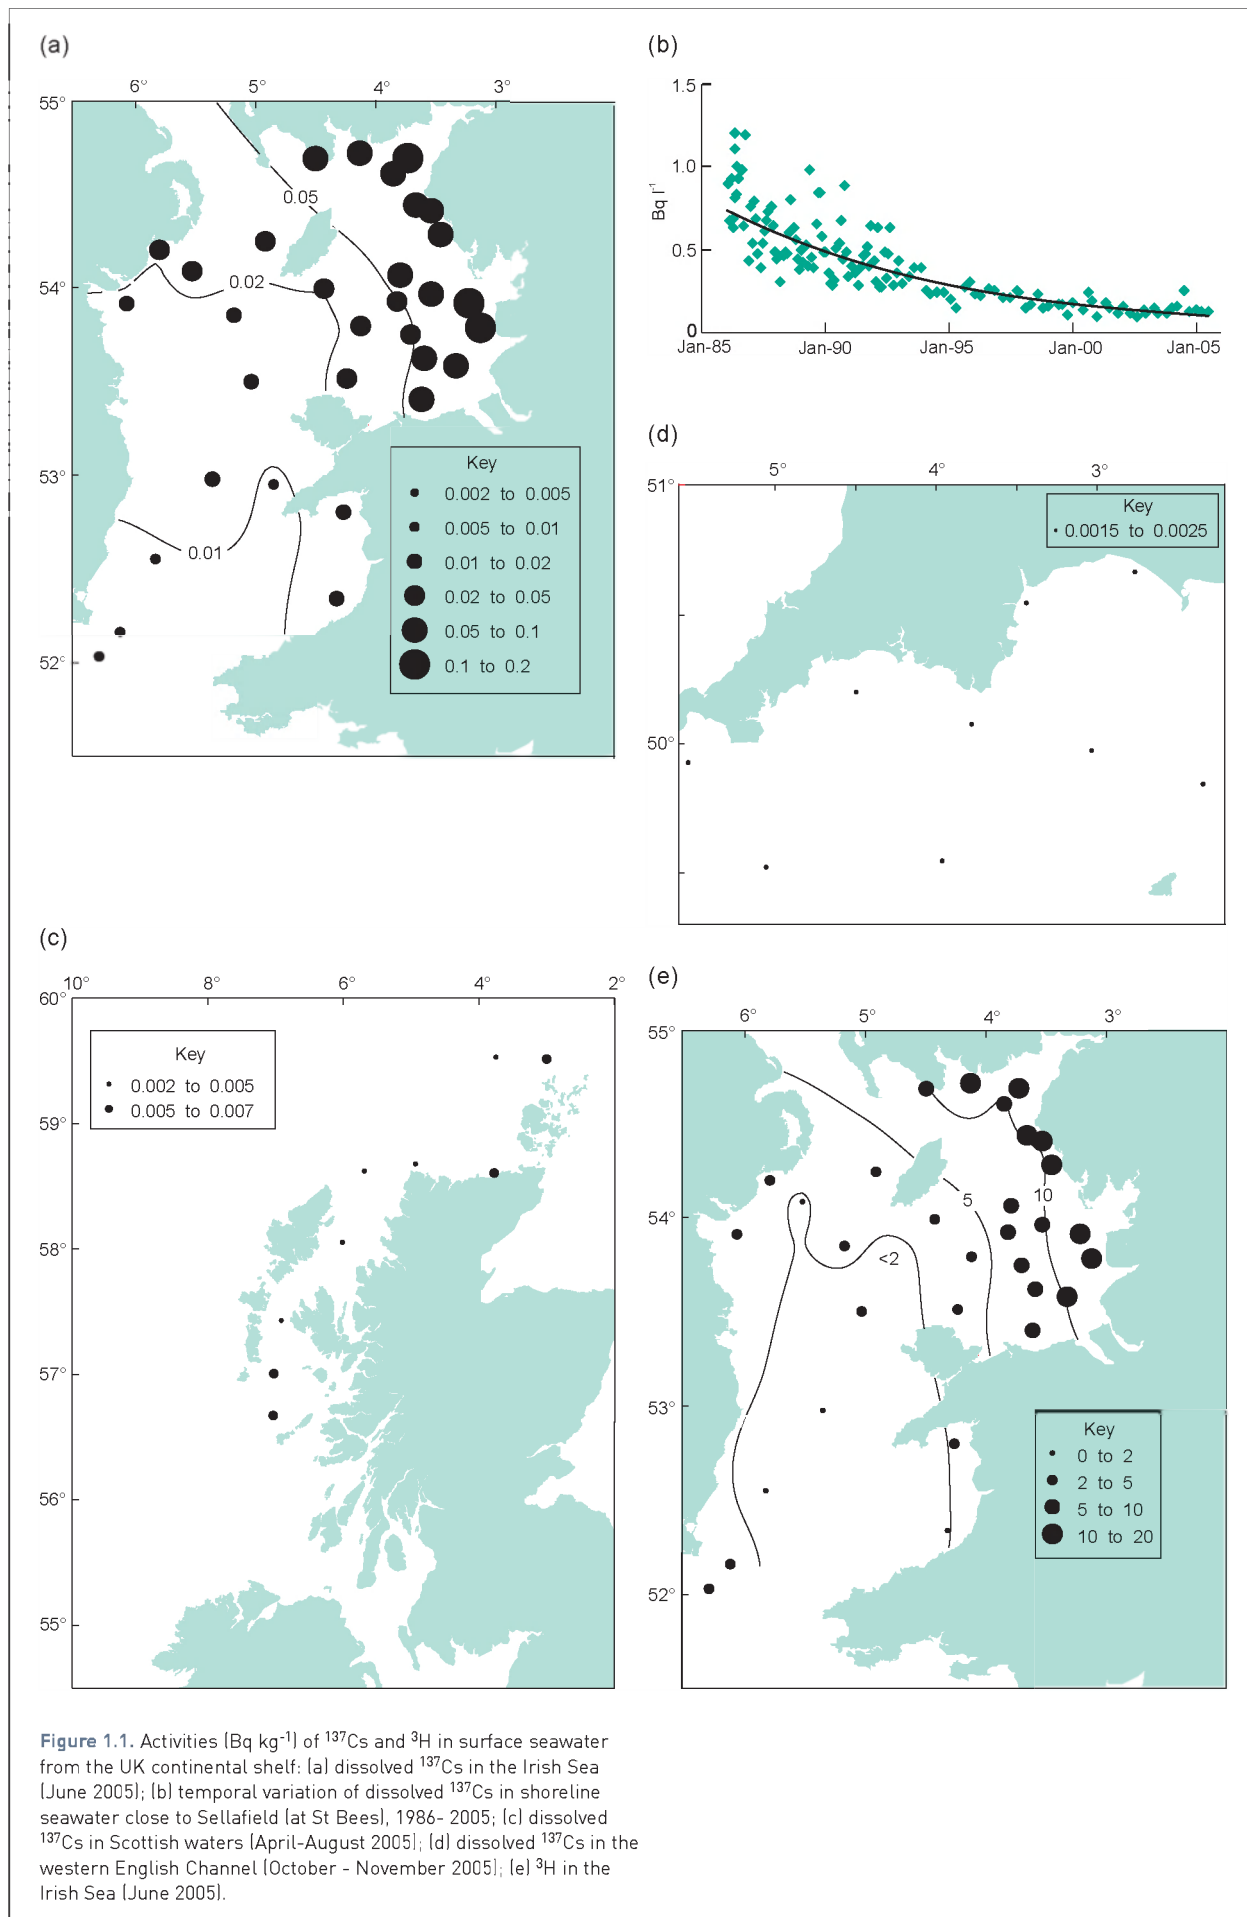 (a)
6° 5° 4° 3°
55°
54°
53°
52°
0.05
0.02
0.01
Key
0.002 to 0.005
0.005 to 0.01
0.01 to 0.02
0.02 to 0.05
0.05 to 0.1
0.1 to 0.2
(b)
Bq l⁻¹
1.5
1.0
0.5
0
Jan-85 Jan-90 Jan-95 Jan-00 Jan-05
(d)
5° 4° 3°
51°
50°
Key
0.0015 to 0.0025
(c)
10° 8° 6° 4° 2°
60°
59°
58°
57°
56°
55°
Key
0.002 to 0.005
0.005 to 0.007
(e)
6° 5° 4° 3°
55°
54°
53°
52°
5
10
<2
Key
0 to 2
2 to 5
5 to 10
10 to 20
Figure 1.1. Activities (Bq kg⁻¹) of ¹³⁷Cs and ³H in surface seawater
from the UK continental shelf: (a) dissolved ¹³⁷Cs in the Irish Sea
(June 2005); (b) temporal variation of dissolved ¹³⁷Cs in shoreline
seawater close to Sellafield (at St Bees), 1986- 2005; (c) dissolved
¹³⁷Cs in Scottish waters (April-August 2005); (d) dissolved ¹³⁷Cs in the
western English Channel (October - November 2005); (e) ³H in the
Irish Sea (June 2005).